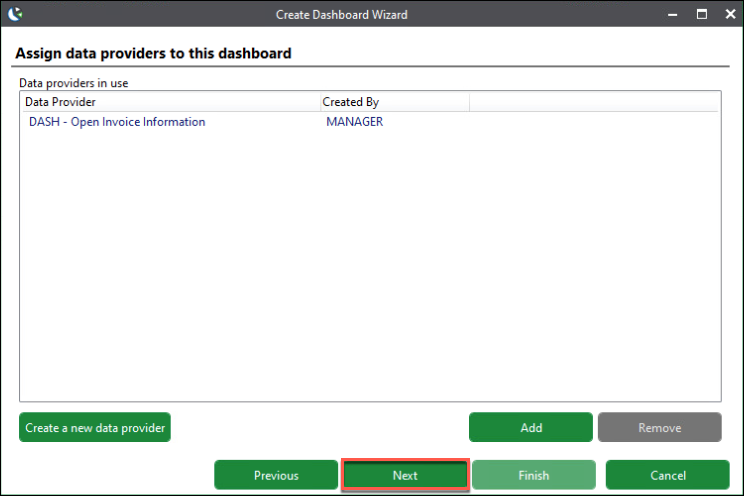 Create Dashboard Wizard
Assign data providers to this dashboard
Data providers in use
Data Provider Created By
DASH - Open Invoice Information MANAGER
Create a new data provider Add Remove
Previous Next Finish Cancel